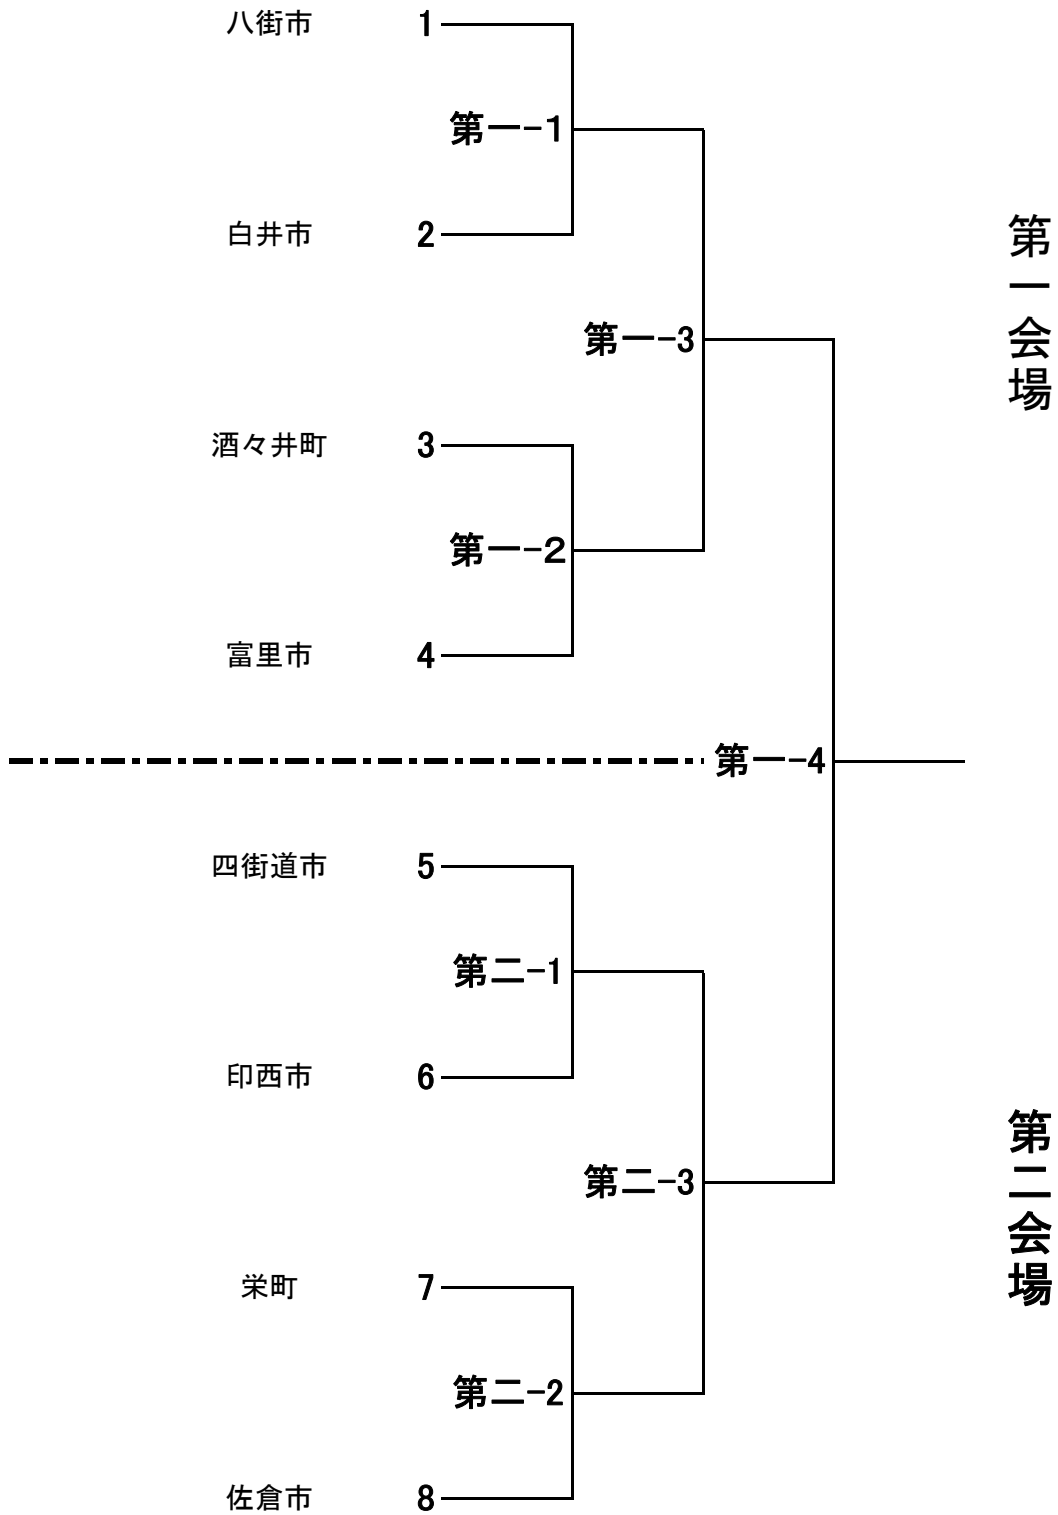 八街市 1
第一-1
白井市 2
第一会場
第一-3
酒々井町 3
第一-2
富里市 4
第一-4
四街道市 5
第二-1
印西市 6
第二会場
第二-3
栄町 7
第二-2
佐倉市 8